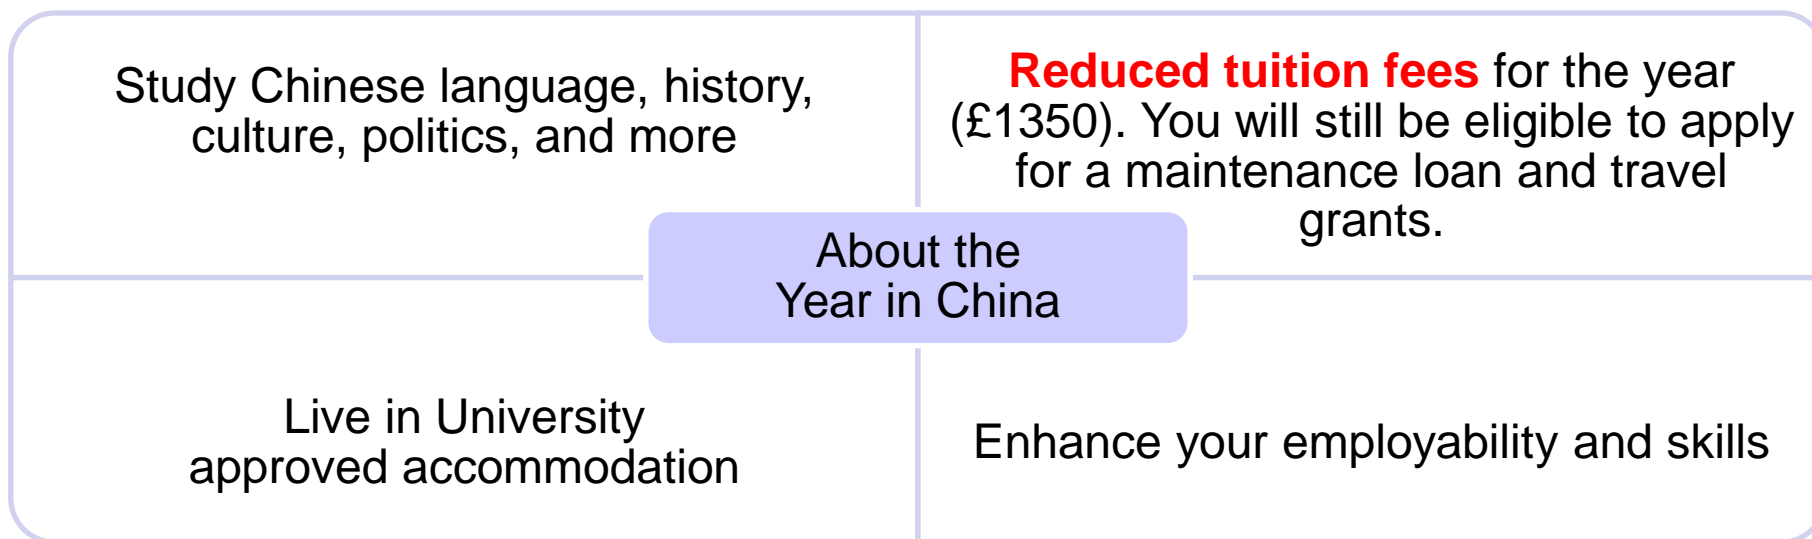 Study Chinese language, history,
culture, politics, and more
Reduced tuition fees for the year
(£1350). You will still be eligible to apply
for a maintenance loan and travel
grants.
About the
Year in China
Live in University
approved accommodation
Enhance your employability and skills